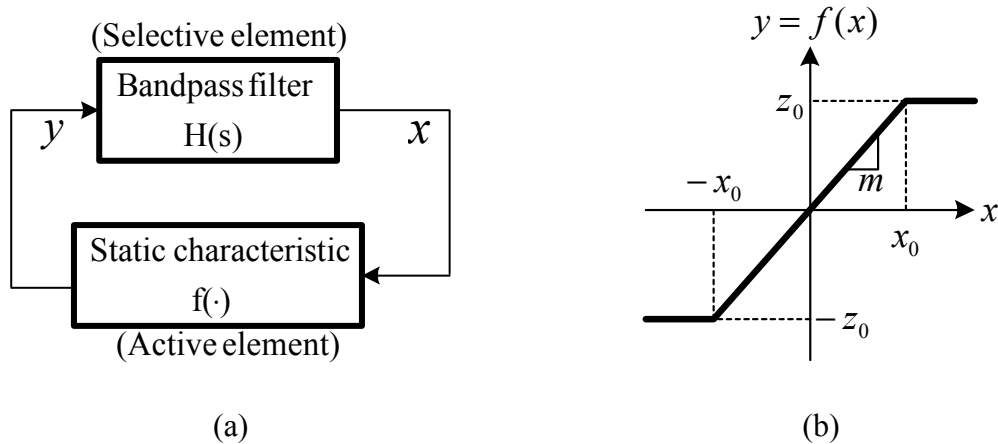 (Selective element)
Bandpass filter
H(s)
y
x
Static characteristic
f(·)
(Active element)
(a)
y = f(x)
z₀
− x₀
m
x
x₀
− z₀
(b)